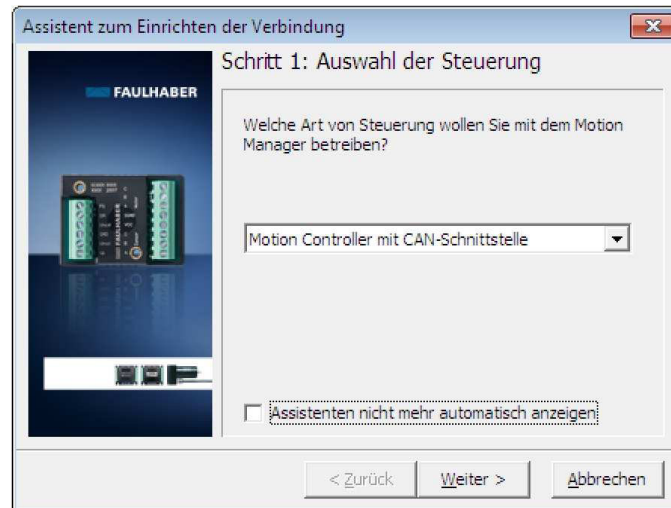 Assistent zum Einrichten der Verbindung
Schritt 1: Auswahl der Steuerung
FAULHABER
Welche Art von Steuerung wollen Sie mit dem Motion
Manager betreiben?
Motion Controller mit CAN-Schnittstelle
Assistenten nicht mehr automatisch anzeigen
< Zurück
Weiter >
Abbrechen